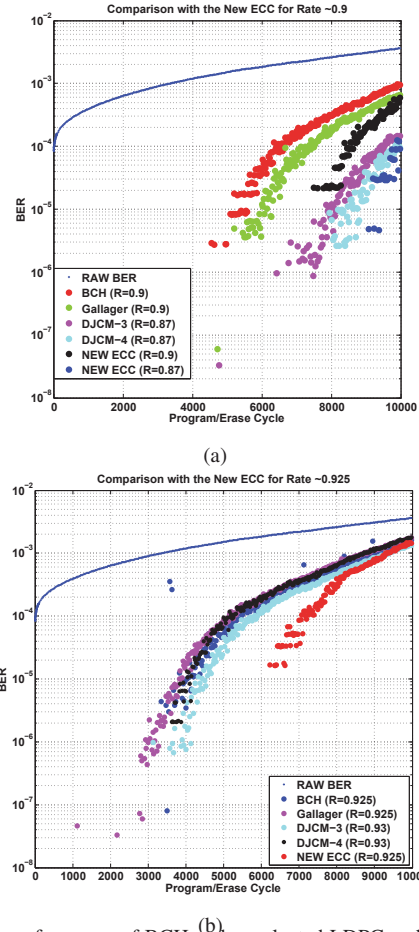 Comparison with the New ECC for Rate ~0.9
10^−2
10^−3
10^−4
10^−5
10^−6
10^−7
10^−8
BER
RAW BER
BCH (R=0.9)
Gallager (R=0.9)
DJCM-3 (R=0.87)
DJCM-4 (R=0.87)
NEW ECC (R=0.9)
NEW ECC (R=0.87)
0 2000 4000 6000 8000 10000
Program/Erase Cycle
(a)
Comparison with the New ECC for Rate ~0.925
10^−2
10^−3
10^−4
10^−5
10^−6
10^−7
10^−8
BER
RAW BER
BCH (R=0.925)
Gallager (R=0.925)
DJCM-3 (R=0.93)
DJCM-4 (R=0.93)
NEW ECC (R=0.925)
0 1000 2000 3000 4000 5000 6000 7000 8000 9000 10000
Program/Erase Cycle
(b)